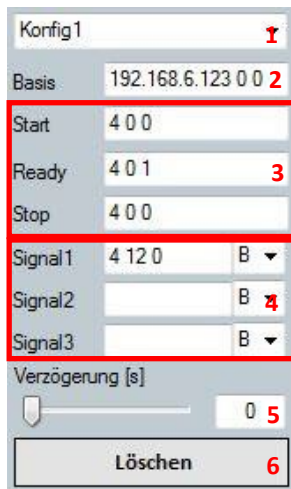 Konfig1 1
Basis 192.168.6.123 0 0 2
Start 4 0 0
Ready 4 0 1 3
Stop 4 0 0
Signal1 4 12 0 B
Signal2 B 4
Signal3 B
Verzögerung [s]
0 5
Löschen 6